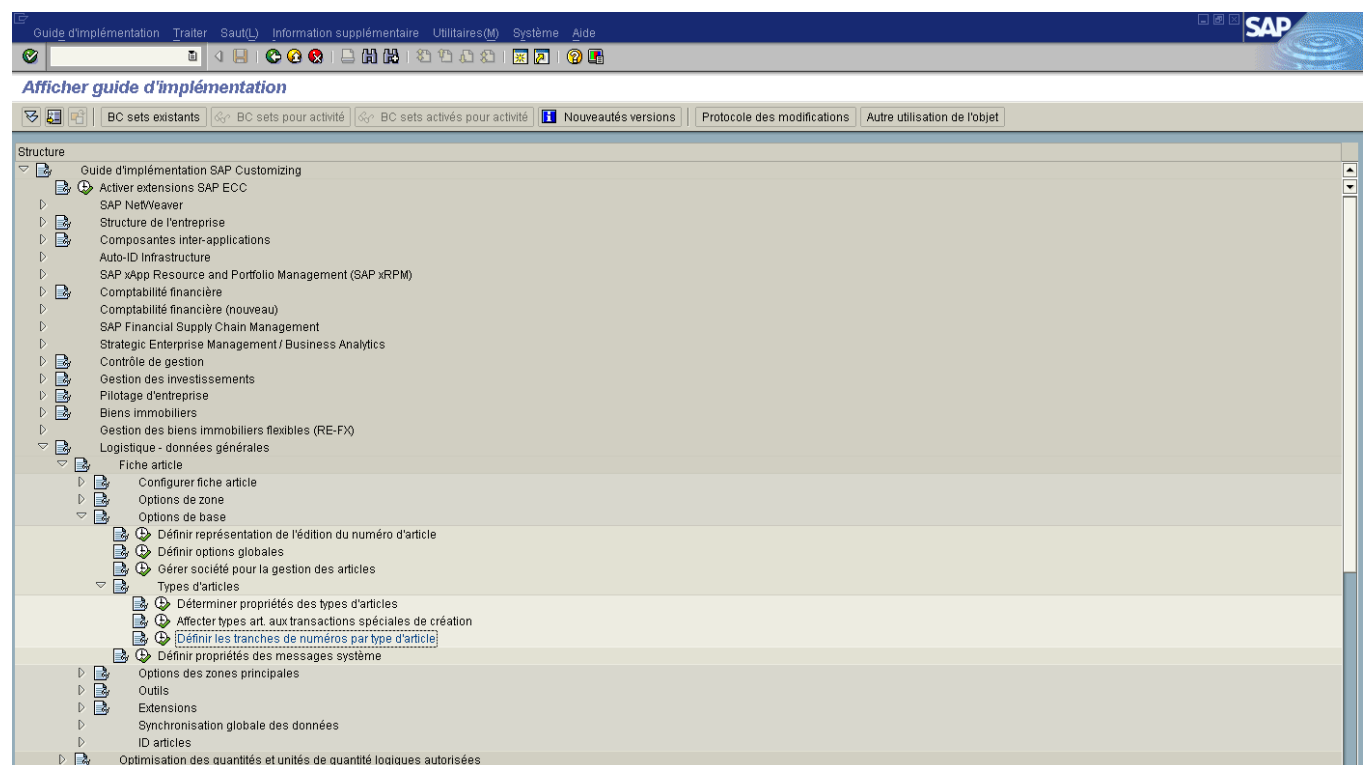 Guide d'implémentation Traiter Saut(L) Information supplémentaire Utilitaires(M) Système Aide
SAP
Afficher guide d'implémentation
BC sets existants BC sets pour activité BC sets activés pour activité Nouveautés versions Protocole des modifications Autre utilisation de l'objet
Structure
Guide d'implémentation SAP Customizing
Activer extensions SAP ECC
SAP NetWeaver
Structure de l'entreprise
Composantes inter-applications
Auto-ID Infrastructure
SAP xApp Resource and Portfolio Management (SAP xRPM)
Comptabilité financière
Comptabilité financière (nouveau)
SAP Financial Supply Chain Management
Strategic Enterprise Management / Business Analytics
Contrôle de gestion
Gestion des investissements
Pilotage d'entreprise
Biens immobiliers
Gestion des biens immobiliers flexibles (RE-FX)
Logistique - données générales
Fiche article
Configurer fiche article
Options de zone
Options de base
Définir représentation de l'édition du numéro d'article
Définir options globales
Gérer société pour la gestion des articles
Types d'articles
Déterminer propriétés des types d'articles
Affecter types art. aux transactions spéciales de création
Définir les tranches de numéros par type d'article
Définir propriétés des messages système
Options des zones principales
Outils
Extensions
Synchronisation globale des données
ID articles
Optimisation des quantités et unités de quantité logiques autorisées